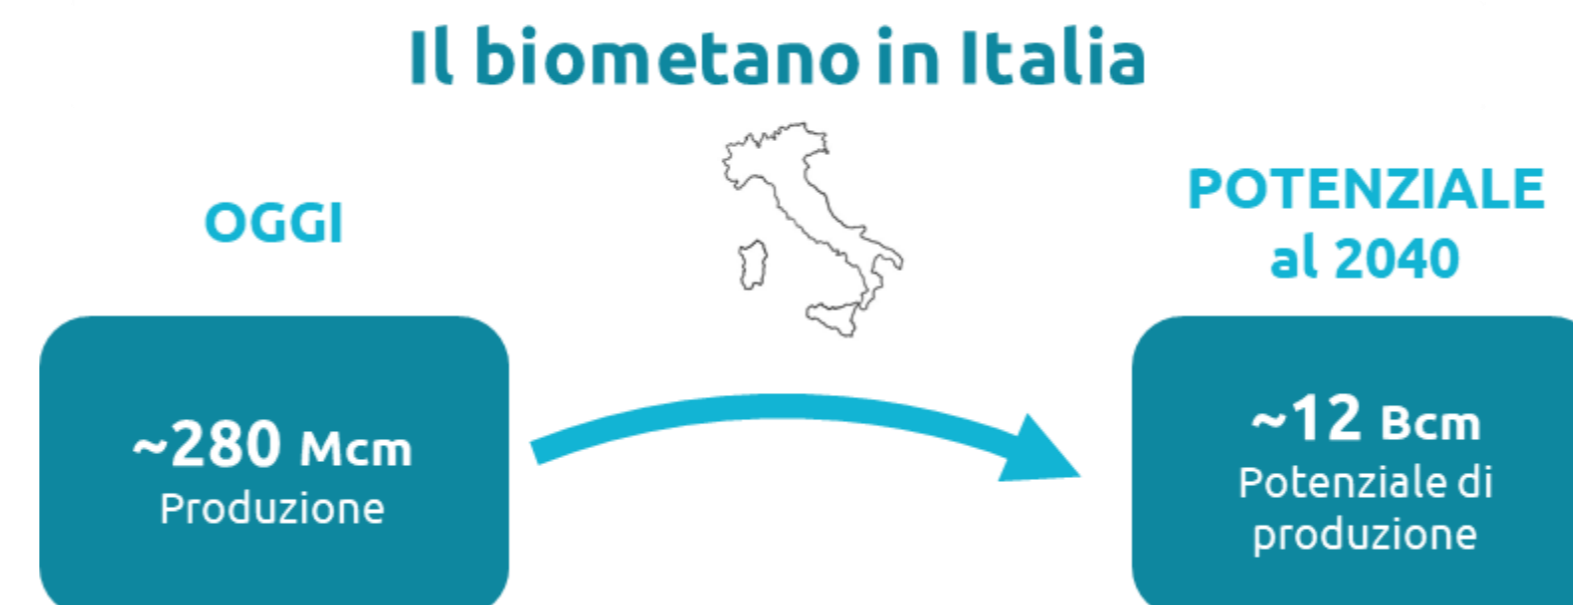 Il biometano in Italia
OGGI
~280 Mcm
Produzione
POTENZIALE
al 2040
~12 Bcm
Potenziale di
produzione